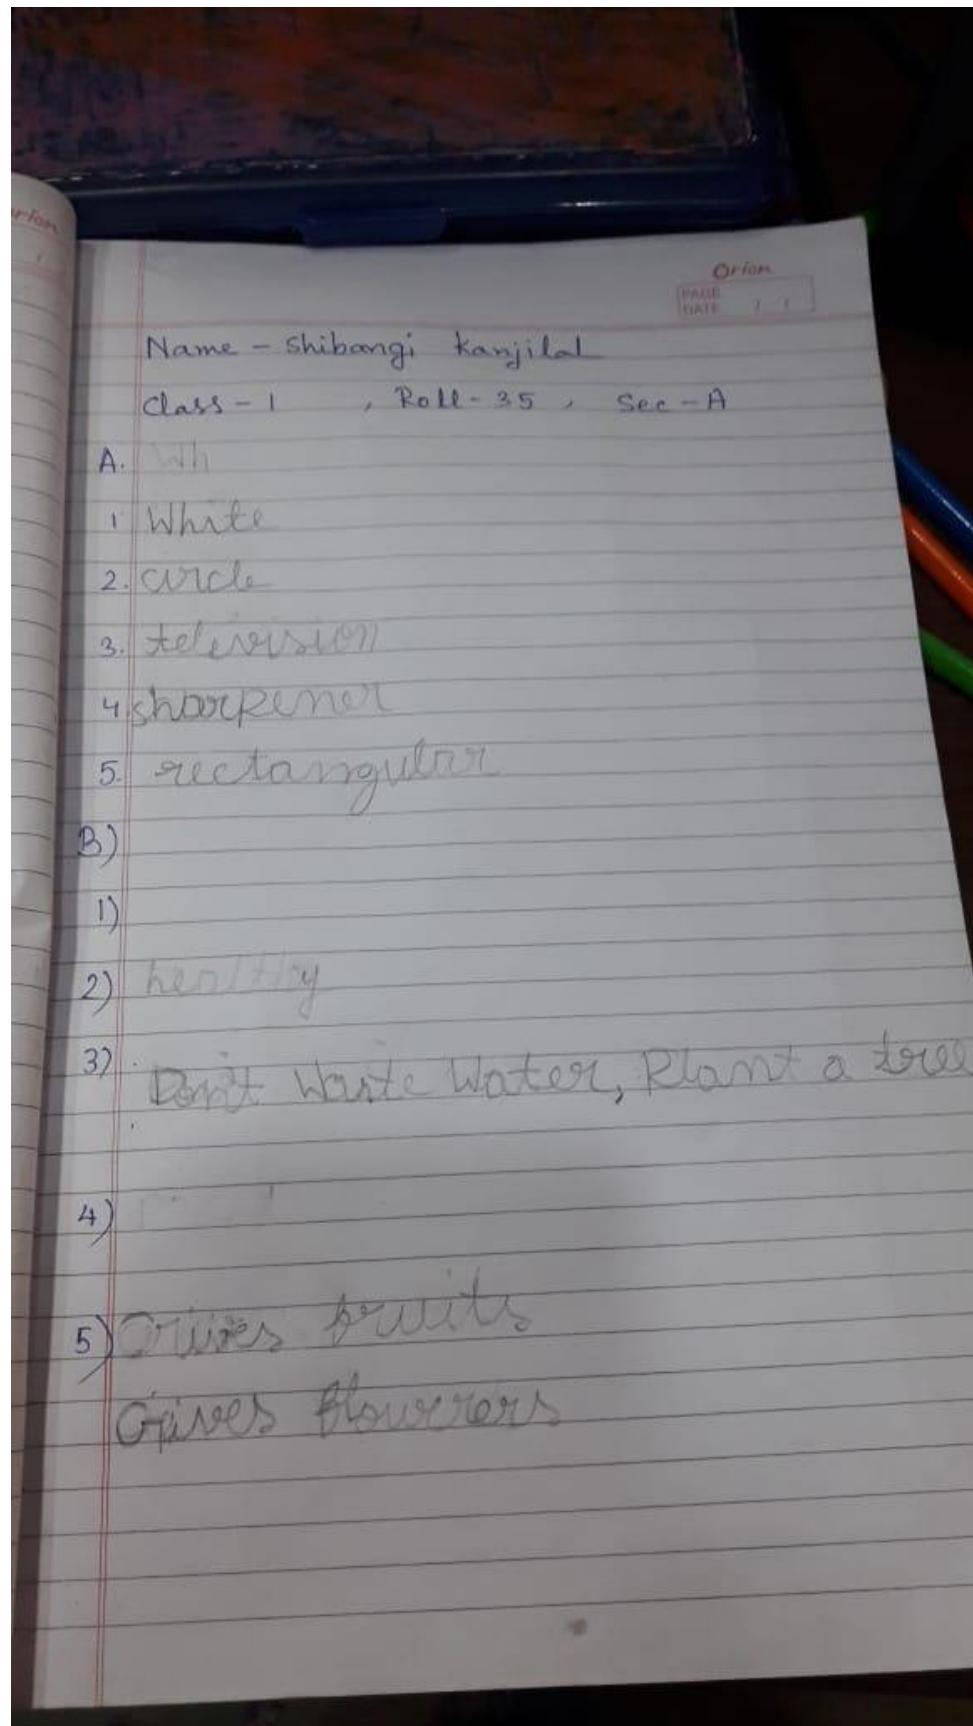 Orion
PAGE
DATE / /
Name - Shibangi Kanjilal
Class - 1 , Roll - 35 , Sec - A
A. Wh
1 White
2. circle
3. television
4. sharpener
5. rectangular
B)
1)
2) healthy
3) Don't Waste Water, Plant a tree
4)
5) Gives fruits
Gives flowerers